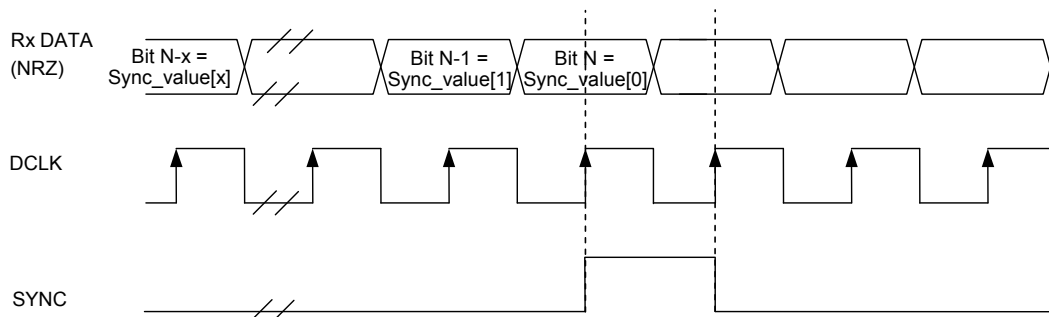 Rx DATA
(NRZ)
Bit N-x =
Sync_value[x]
Bit N-1 =
Sync_value[1]
Bit N =
Sync_value[0]
DCLK
SYNC